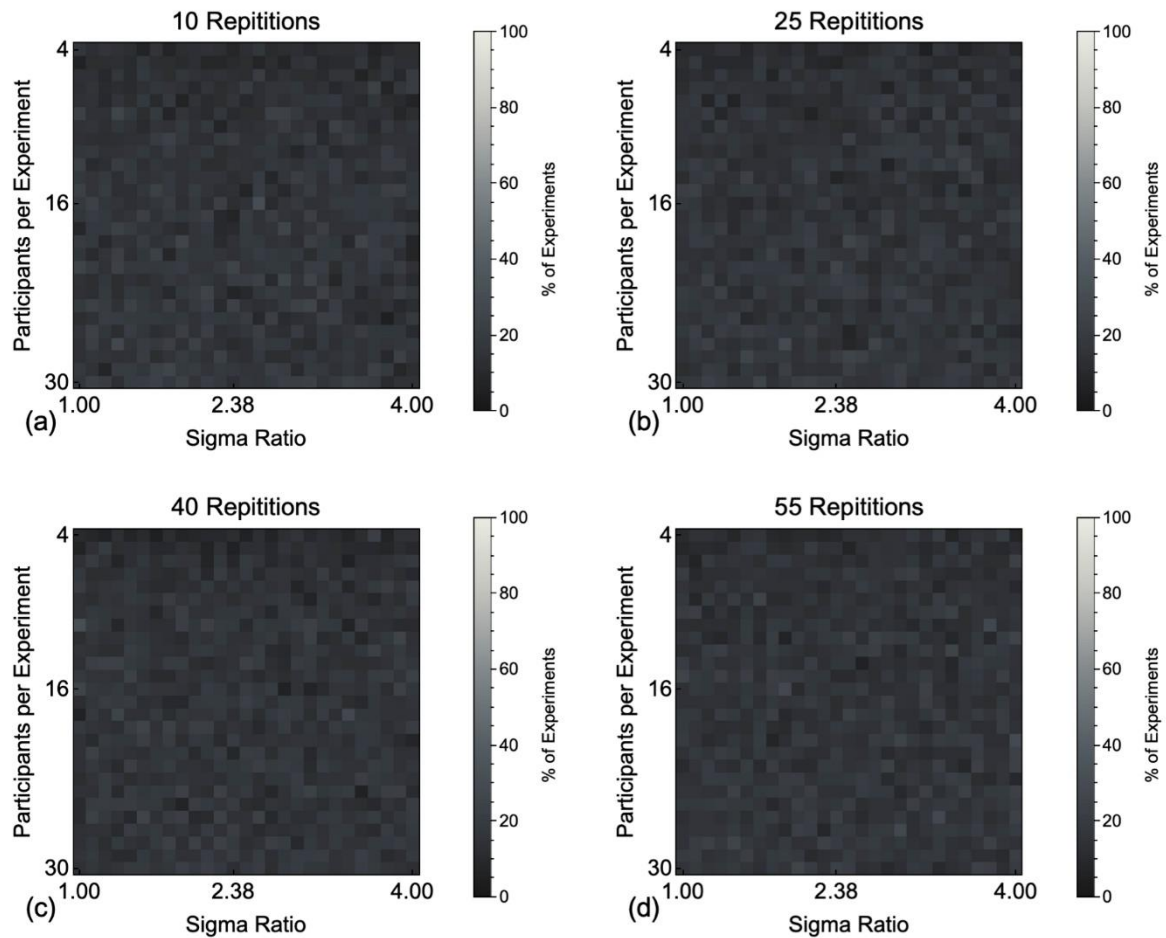 10 Repititions
25 Repititions
4
16
30
Participants per Experiment
1.00 2.38 4.00
Sigma Ratio
100
80
60
40
20
0
% of Experiments
(a)
4
16
30
Participants per Experiment
1.00 2.38 4.00
Sigma Ratio
100
80
60
40
20
0
% of Experiments
(b)
40 Repititions
55 Repititions
4
16
30
Participants per Experiment
1.00 2.38 4.00
Sigma Ratio
100
80
60
40
20
0
% of Experiments
(c)
4
16
30
Participants per Experiment
1.00 2.38 4.00
Sigma Ratio
100
80
60
40
20
0
% of Experiments
(d)